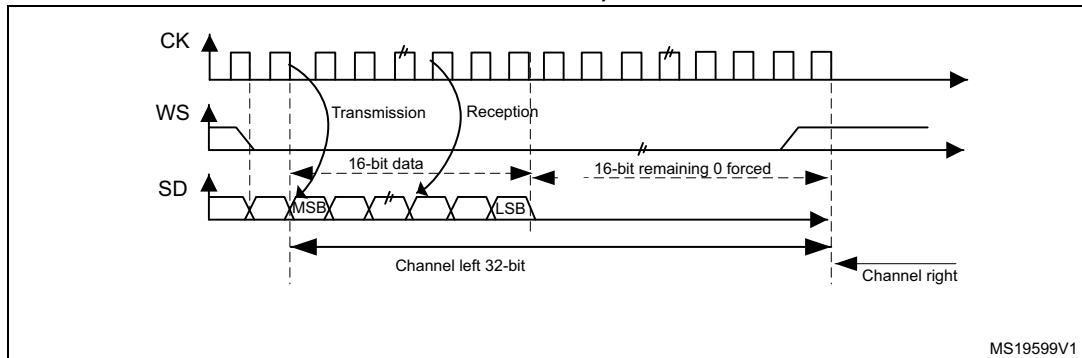 CK
Transmission
Reception
WS
16-bit data
16-bit remaining 0 forced
SD
MSB
LSB
Channel left 32-bit
Channel right
MS19599V1